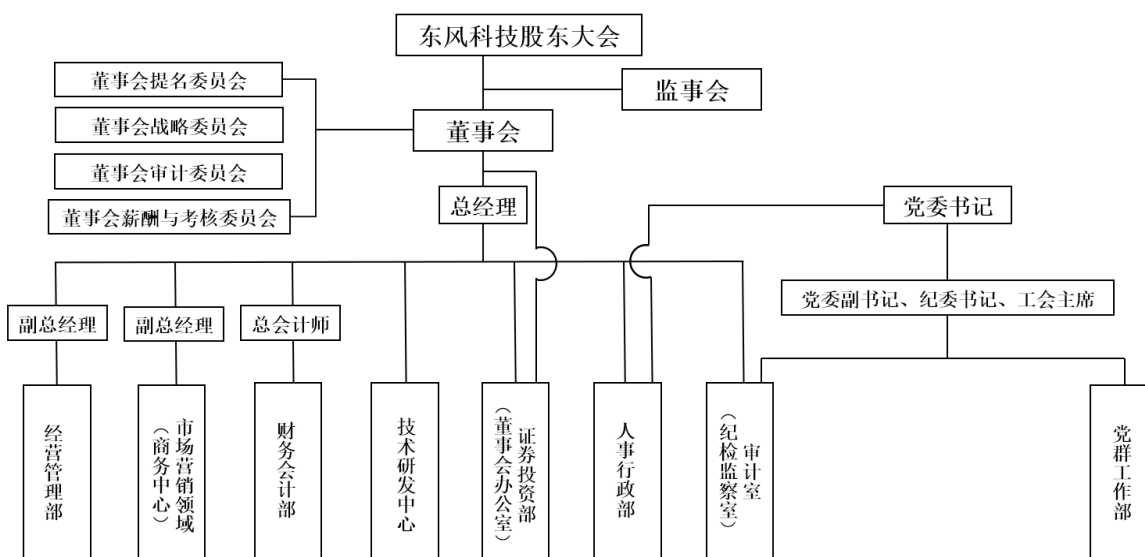 东风科技股东大会
监事会
董事会提名委员会
董事会战略委员会
董事会审计委员会
董事会薪酬与考核委员会
董事会
总经理
党委书记
党委副书记、纪委书记、工会主席
副总经理
副总经理
总会计师
经营管理部
市场营销领域
（商务中心）
财务会计部
技术研发中心
证券投资部
（董事会办公室）
人事行政部
审计室
（纪检监察室）
党群工作部